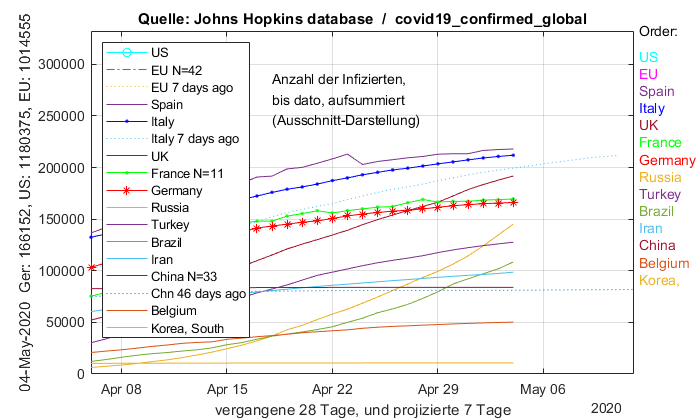 Quelle: Johns Hopkins database / covid19_confirmed_global
04-May-2020 Ger: 166152, US: 1180375, EU: 1014555
300000
250000
200000
150000
100000
50000
0
US
EU N=42
EU 7 days ago
Spain
Italy
Italy 7 days ago
UK
France N=11
Germany
Russia
Turkey
Brazil
Iran
China N=33
Chn 46 days ago
Belgium
Korea, South
Anzahl der Infizierten,
bis dato, aufsummiert
(Ausschnitt-Darstellung)
Order:
US
EU
Spain
Italy
UK
France
Germany
Russia
Turkey
Brazil
Iran
China
Belgium
Korea,
Apr 08
Apr 15
Apr 22
Apr 29
May 06
2020
vergangene 28 Tage, und projizierte 7 Tage